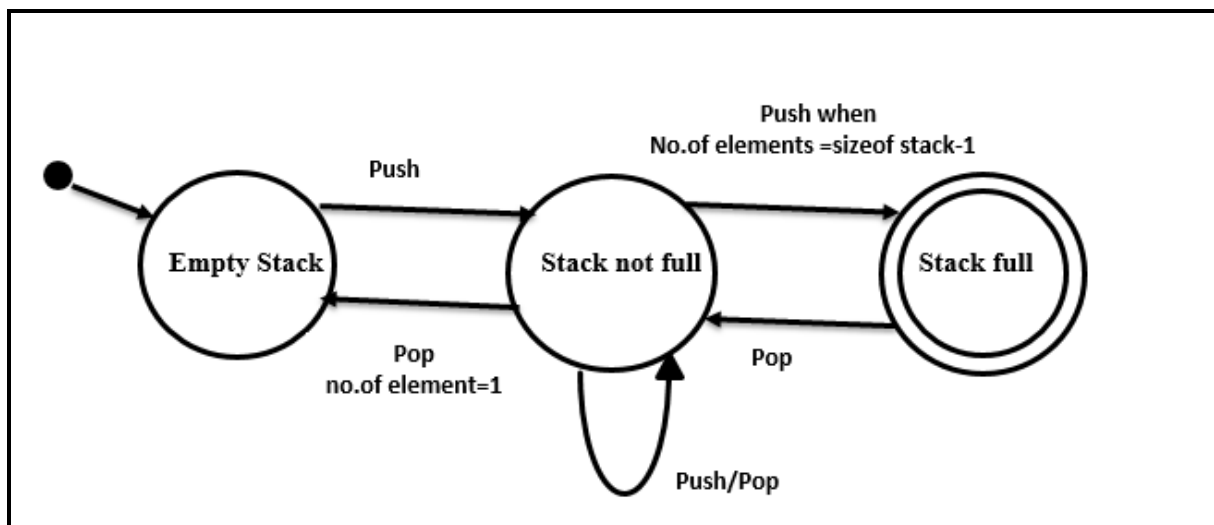 Push when
No.of elements =sizeof stack-1
Push
Empty Stack
Stack not full
Stack full
Pop
no.of element=1
Pop
Push/Pop